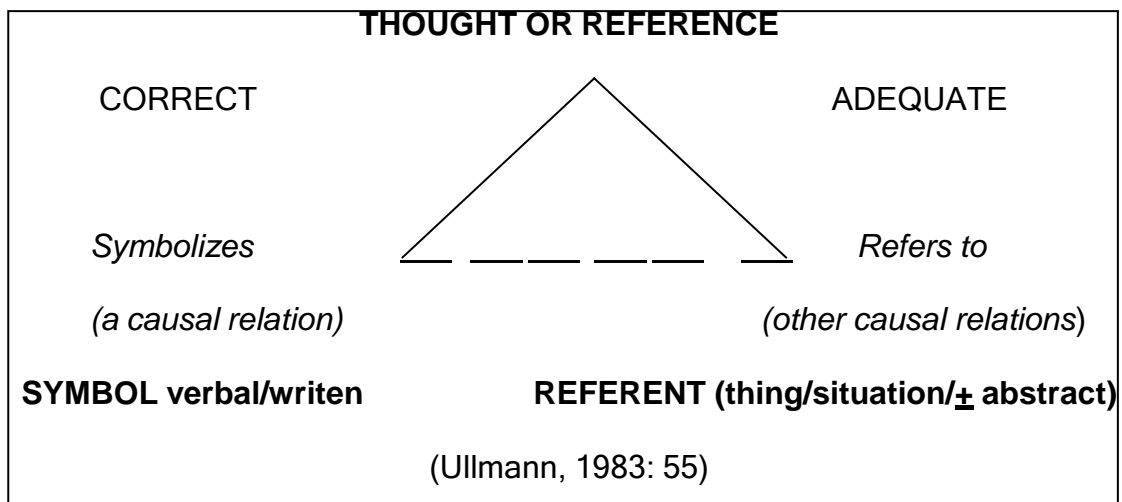 THOUGHT OR REFERENCE
CORRECT ADEQUATE
Symbolizes Refers to
(a causal relation) (other causal relations)
SYMBOL verbal/writen REFERENT (thing/situation/± abstract)
(Ullmann, 1983: 55)